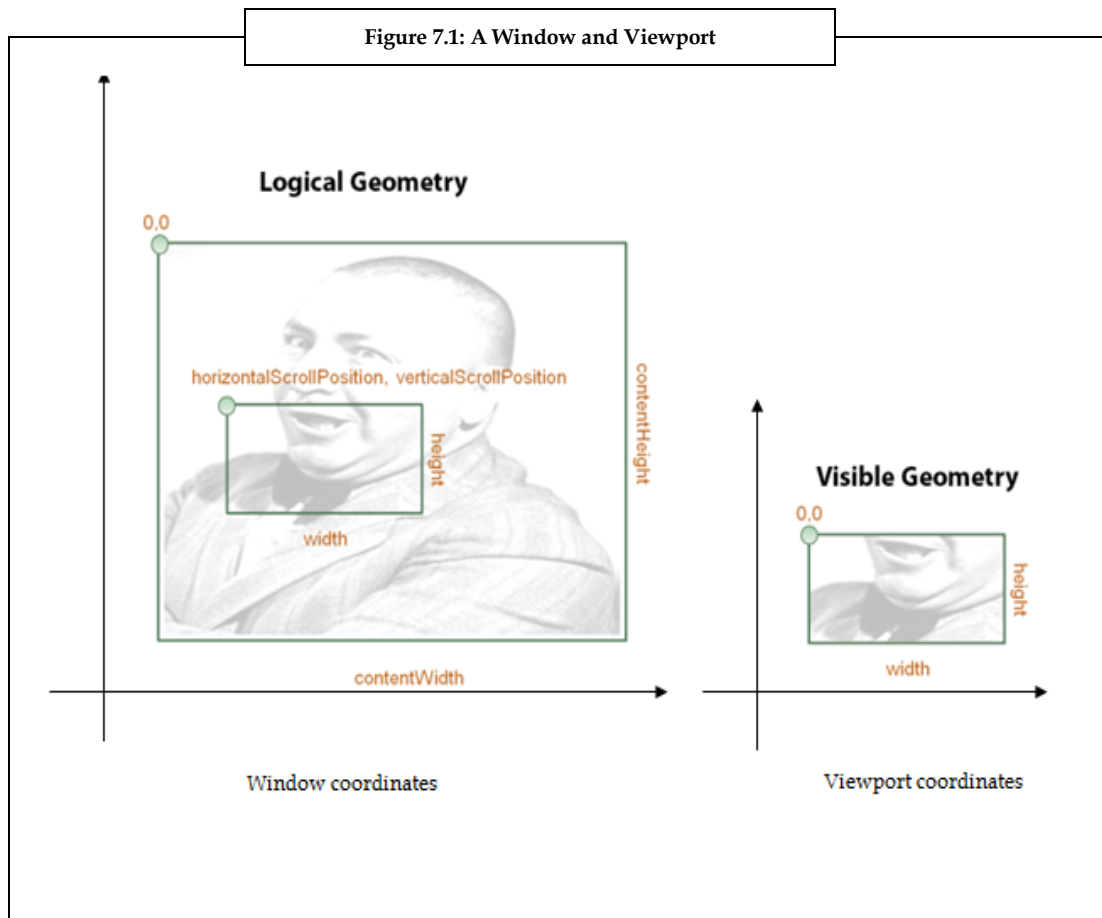 Figure 7.1: A Window and Viewport
Logical Geometry
0,0
horizontalScrollPosition, verticalScrollPosition
height
width
contentHeight
contentWidth
Window coordinates
Visible Geometry
0,0
height
width
Viewport coordinates